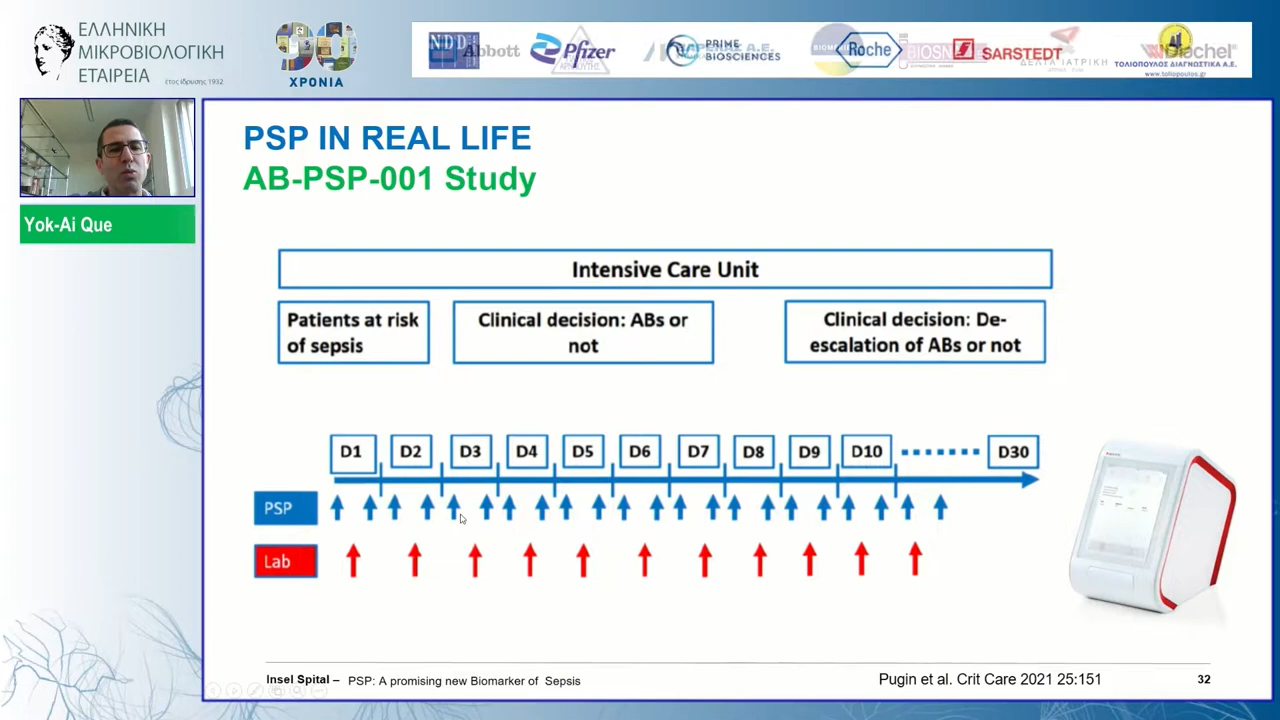 ΕΛΛΗΝΙΚΗ
ΜΙΚΡΟΒΙΟΛΟΓΙΚΗ
ΕΤΑΙΡΕΙΑ
έτος ίδρυσης 1932
90
ΧΡΟΝΙΑ
NDD
Abbott
Pfizer
PRIME
BIOSCIENCES
Roche
BIOSN
SARSTEDT
ΔΕΛΤΑ ΙΑΤΡΙΚΗ
ΤΟΛΙΟΠΟΥΛΟΣ ΔΙΑΓΝΩΣΤΙΚΑ Α.Ε.
www.toliopoulos.gr
Yok-Ai Que
PSP IN REAL LIFE
AB-PSP-001 Study
Intensive Care Unit
Patients at risk
of sepsis
Clinical decision: ABs or
not
Clinical decision: De-
escalation of ABs or not
D1 D2 D3 D4 D5 D6 D7 D8 D9 D10 D30
PSP
Lab
Insel Spital – PSP: A promising new Biomarker of Sepsis
Pugin et al. Crit Care 2021 25:151
32